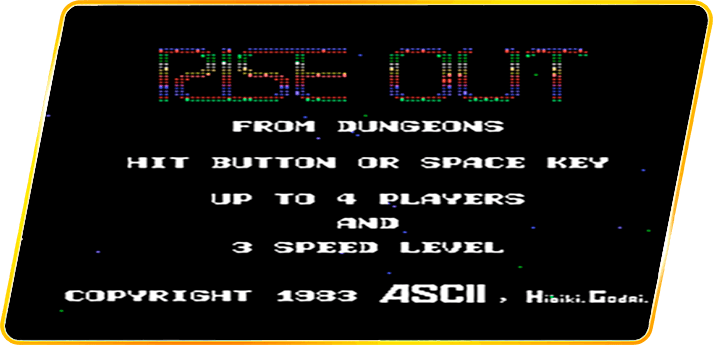 RISE OUT
FROM DUNGEONS
HIT BUTTON OR SPACE KEY
UP TO 4 PLAYERS
AND
3 SPEED LEVEL
COPYRIGHT 1983 ASCII , Hibiki.Godai.